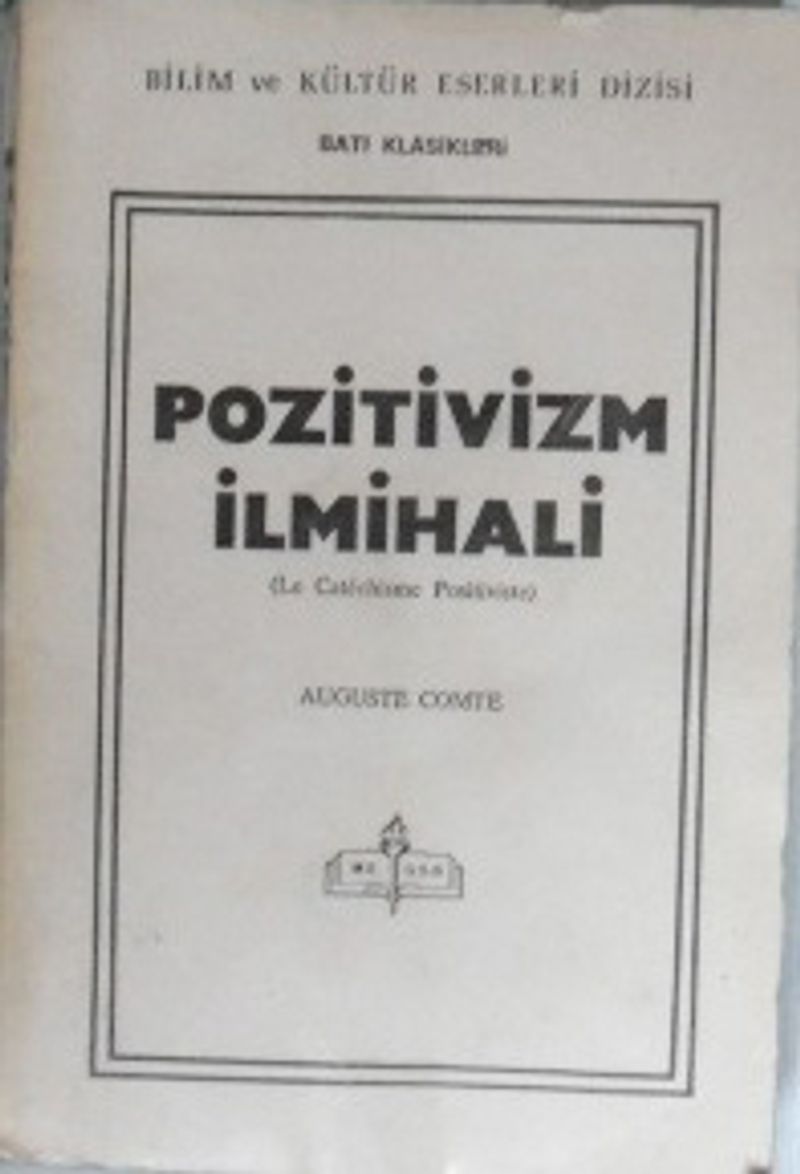 BİLİM ve KÜLTÜR ESERLERİ DİZİSİ
BATI KLASİKLERİ
POZİTİVİZM
İLMİHALİ
(Le Catéchisme Positiviste)
AUGUSTE COMTE